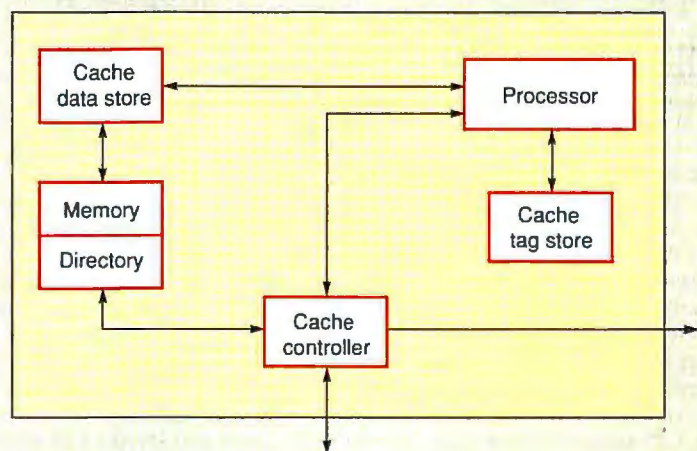 Cache
data store
Processor
Memory
Directory
Cache
tag store
Cache
controller